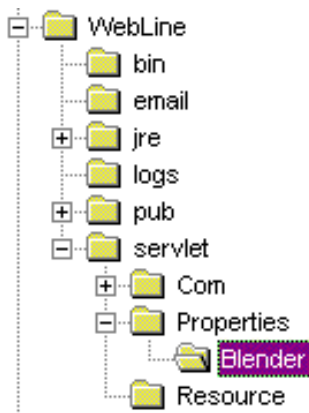 WebLine
bin
email
jre
logs
pub
servlet
Com
Properties
Blender
Resource